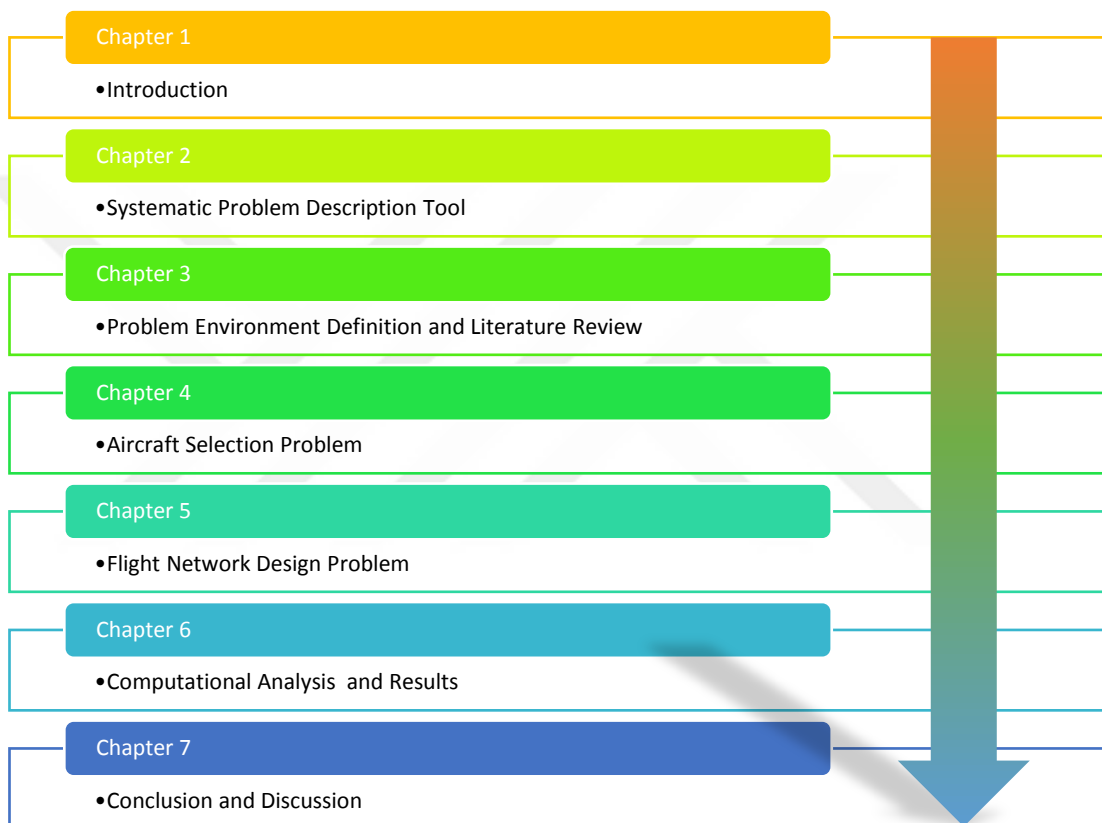 Chapter 1
•Introduction
Chapter 2
•Systematic Problem Description Tool
Chapter 3
•Problem Environment Definition and Literature Review
Chapter 4
•Aircraft Selection Problem
Chapter 5
•Flight Network Design Problem
Chapter 6
•Computational Analysis  and Results
Chapter 7
•Conclusion and Discussion